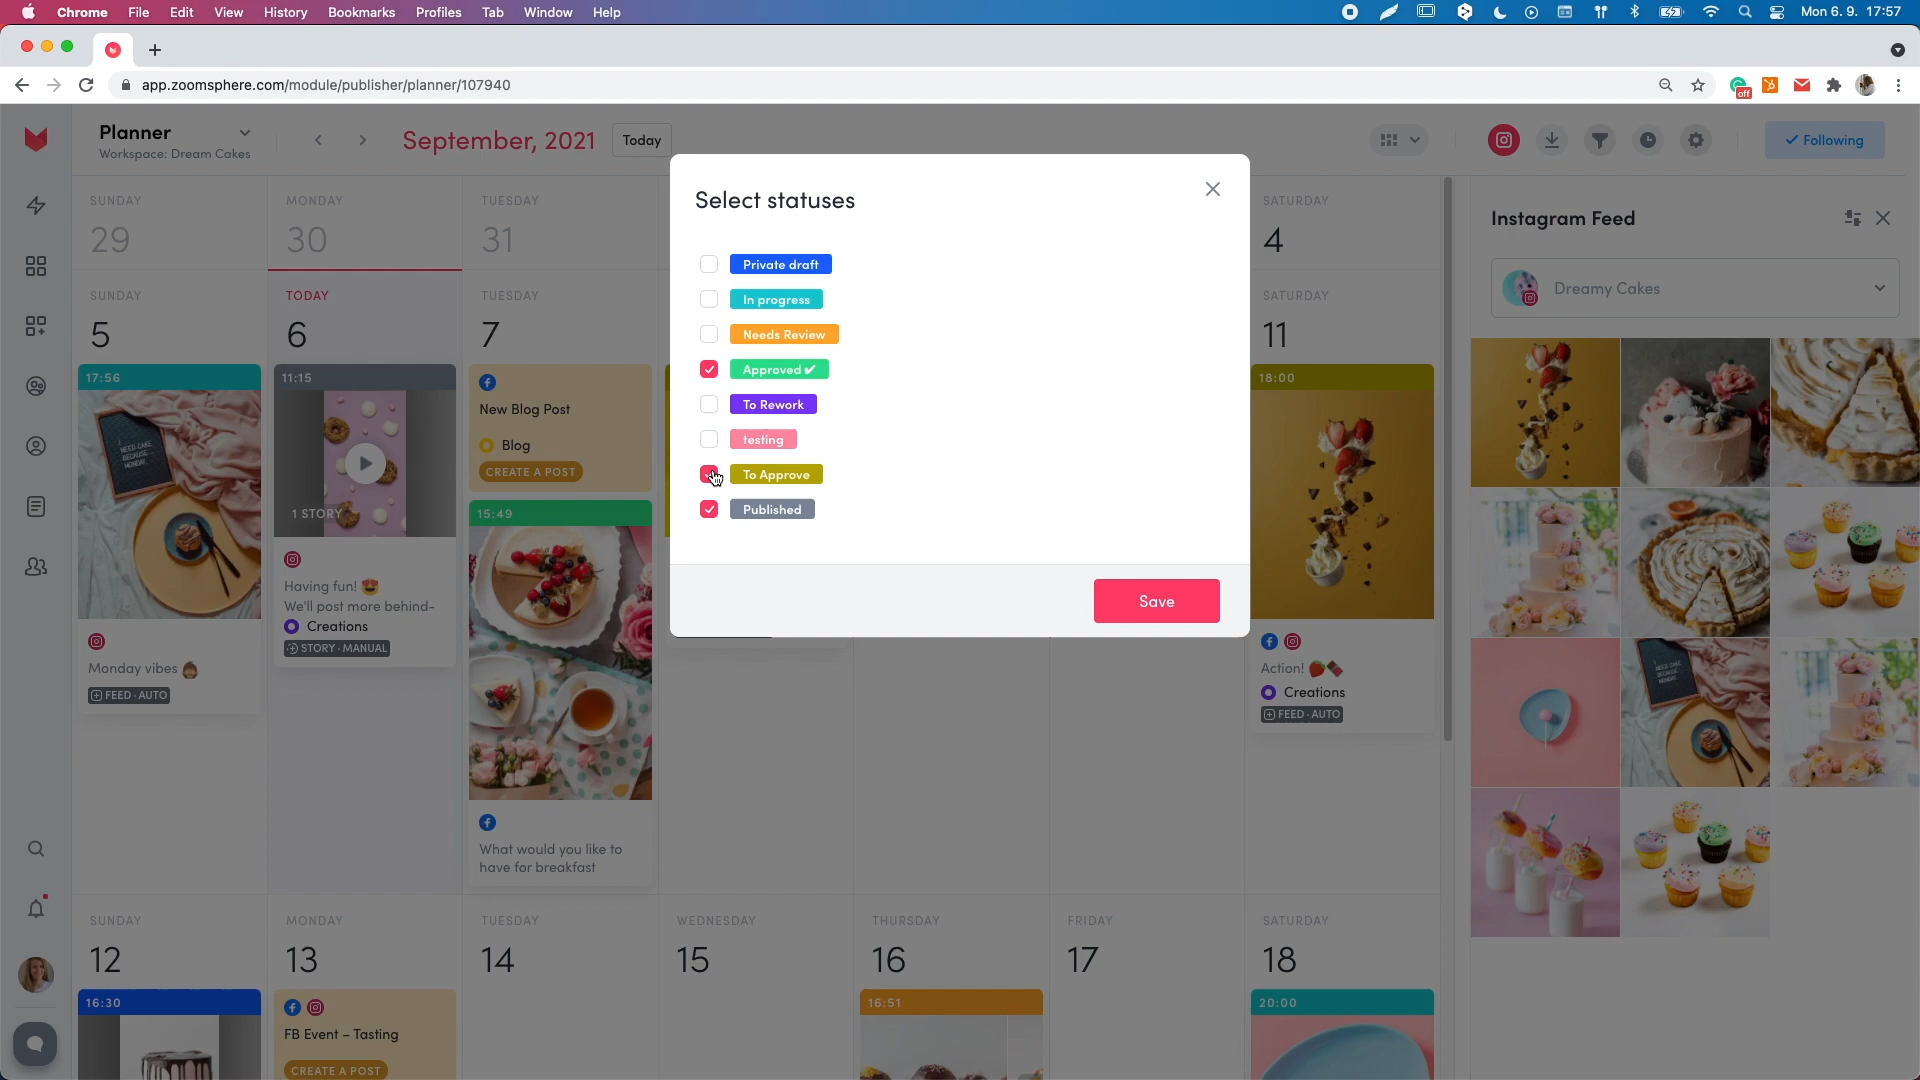 Chrome File Edit View History Bookmarks Profiles Tab Window Help Mon 6. 9. 17:57
app.zoomsphere.com/module/publisher/planner/107940
off
Planner
Workspace: Dream Cakes
September, 2021
Today
Following
SUNDAY MONDAY TUESDAY SATURDAY
29 30 31 4
SUNDAY TODAY TUESDAY SATURDAY
5 6 7 11
17:56
I NEED CAKE
BECAUSE
MONDAY.
Monday vibes
FEED · AUTO
11:15
1 STORY
Having fun! 😍
We'll post more behind-
Creations
STORY · MANUAL
New Blog Post
Blog
CREATE A POST
15:49
What would you like to
have for breakfast
18:00
Action! 🍓🍫
Creations
FEED · AUTO
Select statuses
Private draft
In progress
Needs Review
Approved ✔
To Rework
testing
To Approve
Published
Save
Instagram Feed
Dreamy Cakes
SUNDAY MONDAY TUESDAY WEDNESDAY THURSDAY FRIDAY SATURDAY
12 13 14 15 16 17 18
16:30
FB Event – Tasting
CREATE A POST
16:51
20:00